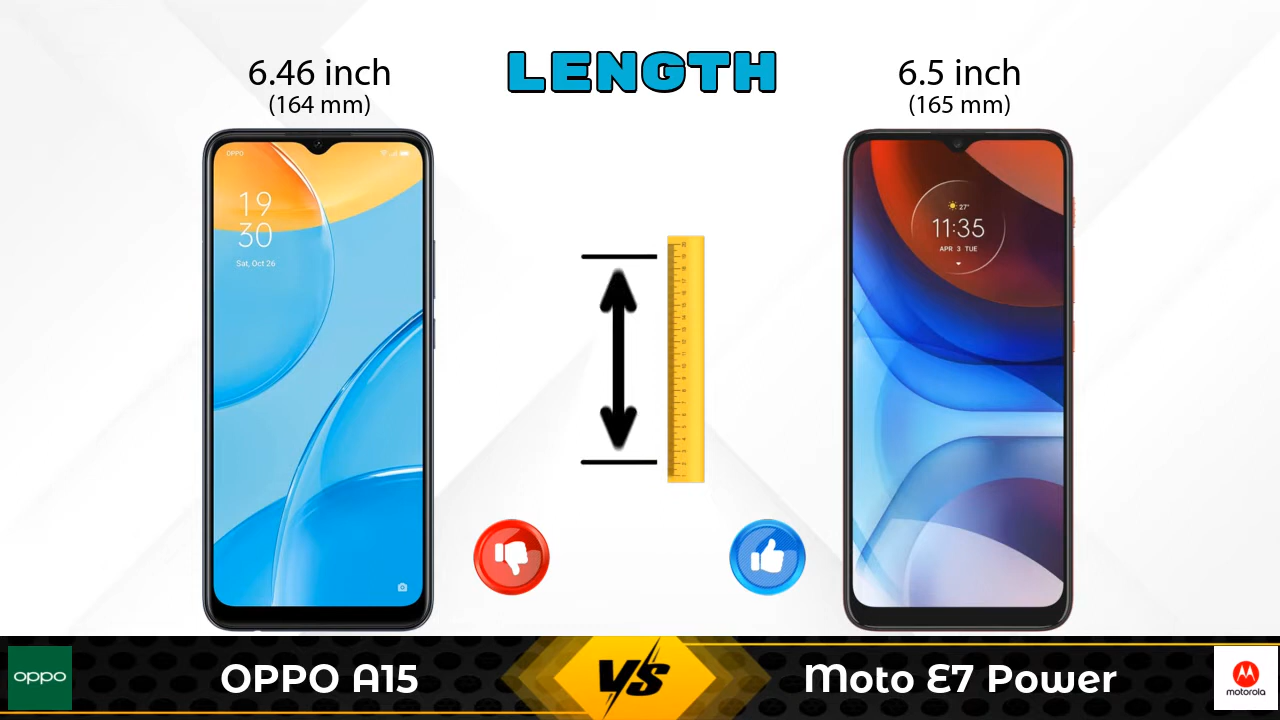 LENGTH
6.46 inch
(164 mm)
6.5 inch
(165 mm)
OPPO
19
30
Sat, Oct 26
27°
11:35
APR 3 TUE
oppo
OPPO A15
VS
Moto E7 Power
motorola